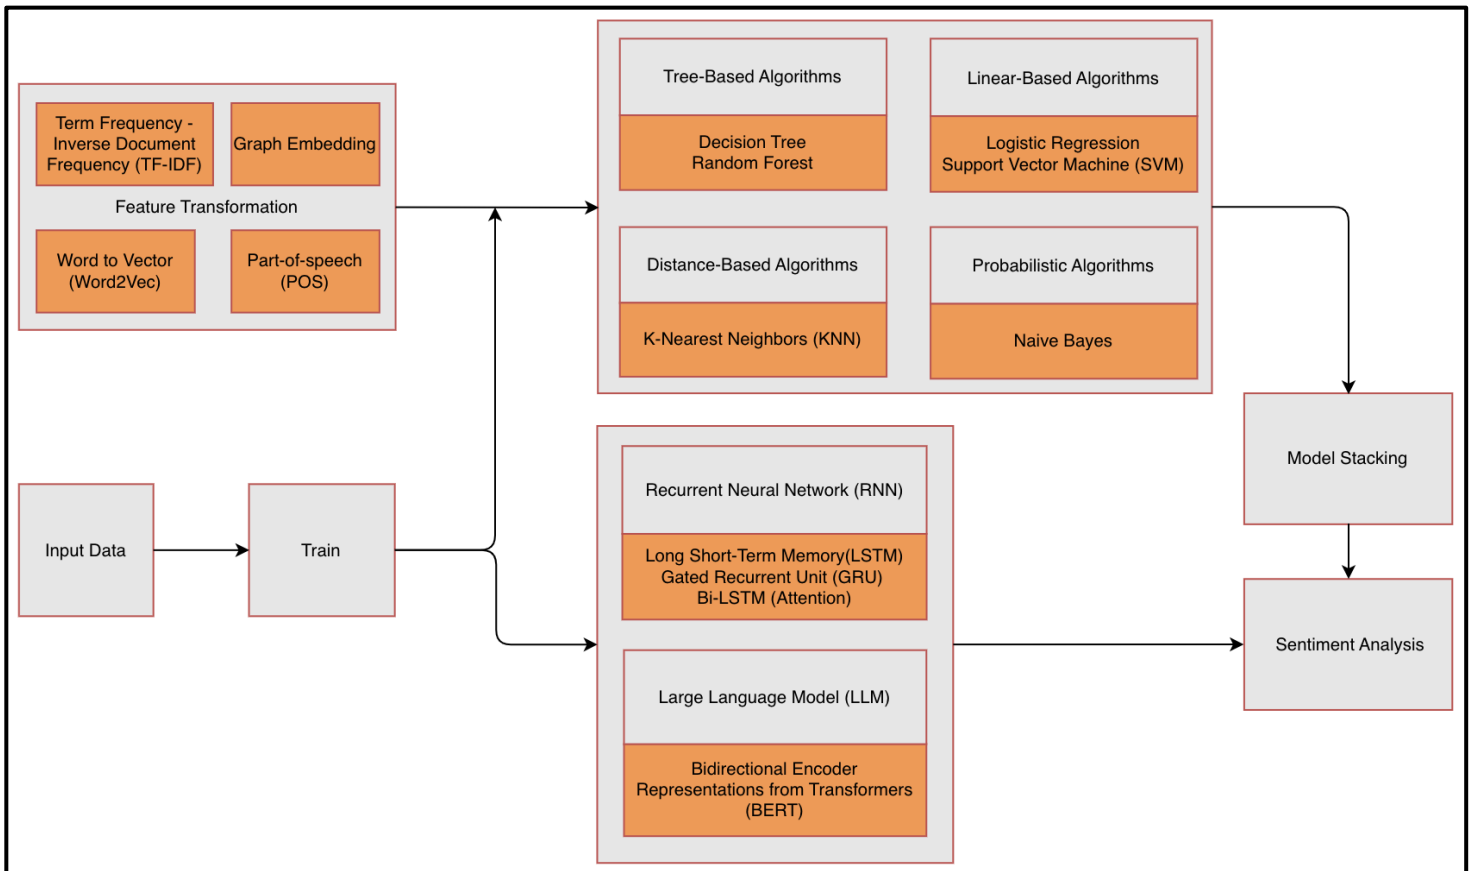 Term Frequency -
Inverse Document
Frequency (TF-IDF)
Graph Embedding
Feature Transformation
Word to Vector
(Word2Vec)
Part-of-speech
(POS)
Tree-Based Algorithms
Decision Tree
Random Forest
Linear-Based Algorithms
Logistic Regression
Support Vector Machine (SVM)
Distance-Based Algorithms
K-Nearest Neighbors (KNN)
Probabilistic Algorithms
Naive Bayes
Input Data
Train
Recurrent Neural Network (RNN)
Long Short-Term Memory(LSTM)
Gated Recurrent Unit (GRU)
Bi-LSTM (Attention)
Large Language Model (LLM)
Bidirectional Encoder
Representations from Transformers
(BERT)
Model Stacking
Sentiment Analysis